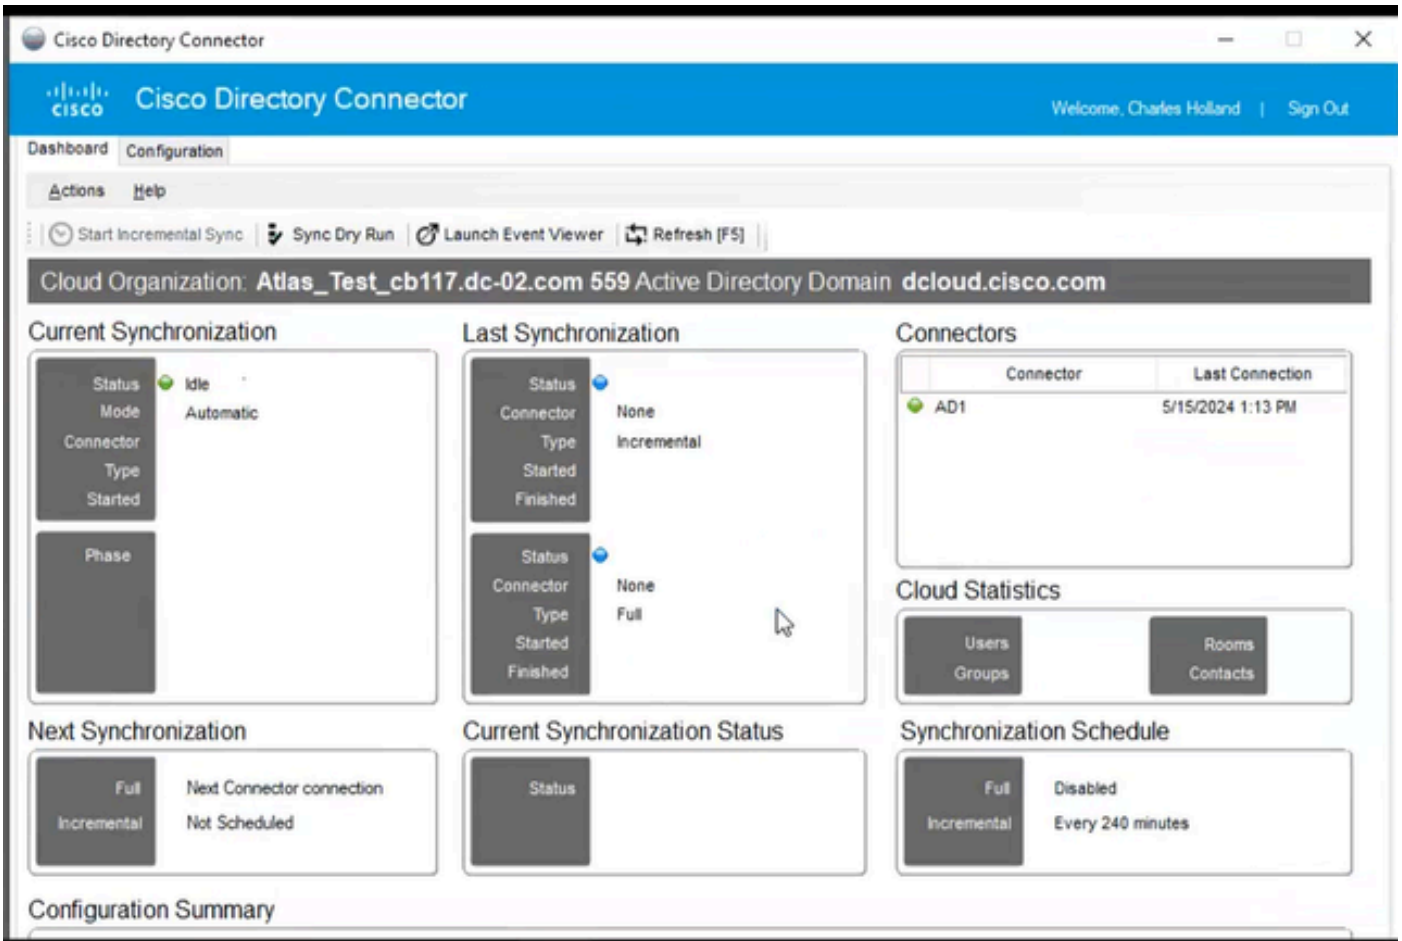 Cisco Directory Connector
CISCO Cisco Directory Connector
Welcome, Charles Holland | Sign Out
Dashboard Configuration
Actions Help
Start Incremental Sync Sync Dry Run Launch Event Viewer Refresh [F5]
Cloud Organization: Atlas_Test_cb117.dc-02.com 559 Active Directory Domain dcloud.cisco.com
Current Synchronization
Status Idle
Mode Automatic
Connector
Type
Started
Phase
Last Synchronization
Status
Connector None
Type Incremental
Started
Finished
Status
Connector None
Type Full
Started
Finished
Connectors
Connector Last Connection
AD1 5/15/2024 1:13 PM
Cloud Statistics
Users Rooms
Groups Contacts
Next Synchronization
Full Next Connector connection
Incremental Not Scheduled
Current Synchronization Status
Status
Synchronization Schedule
Full Disabled
Incremental Every 240 minutes
Configuration Summary